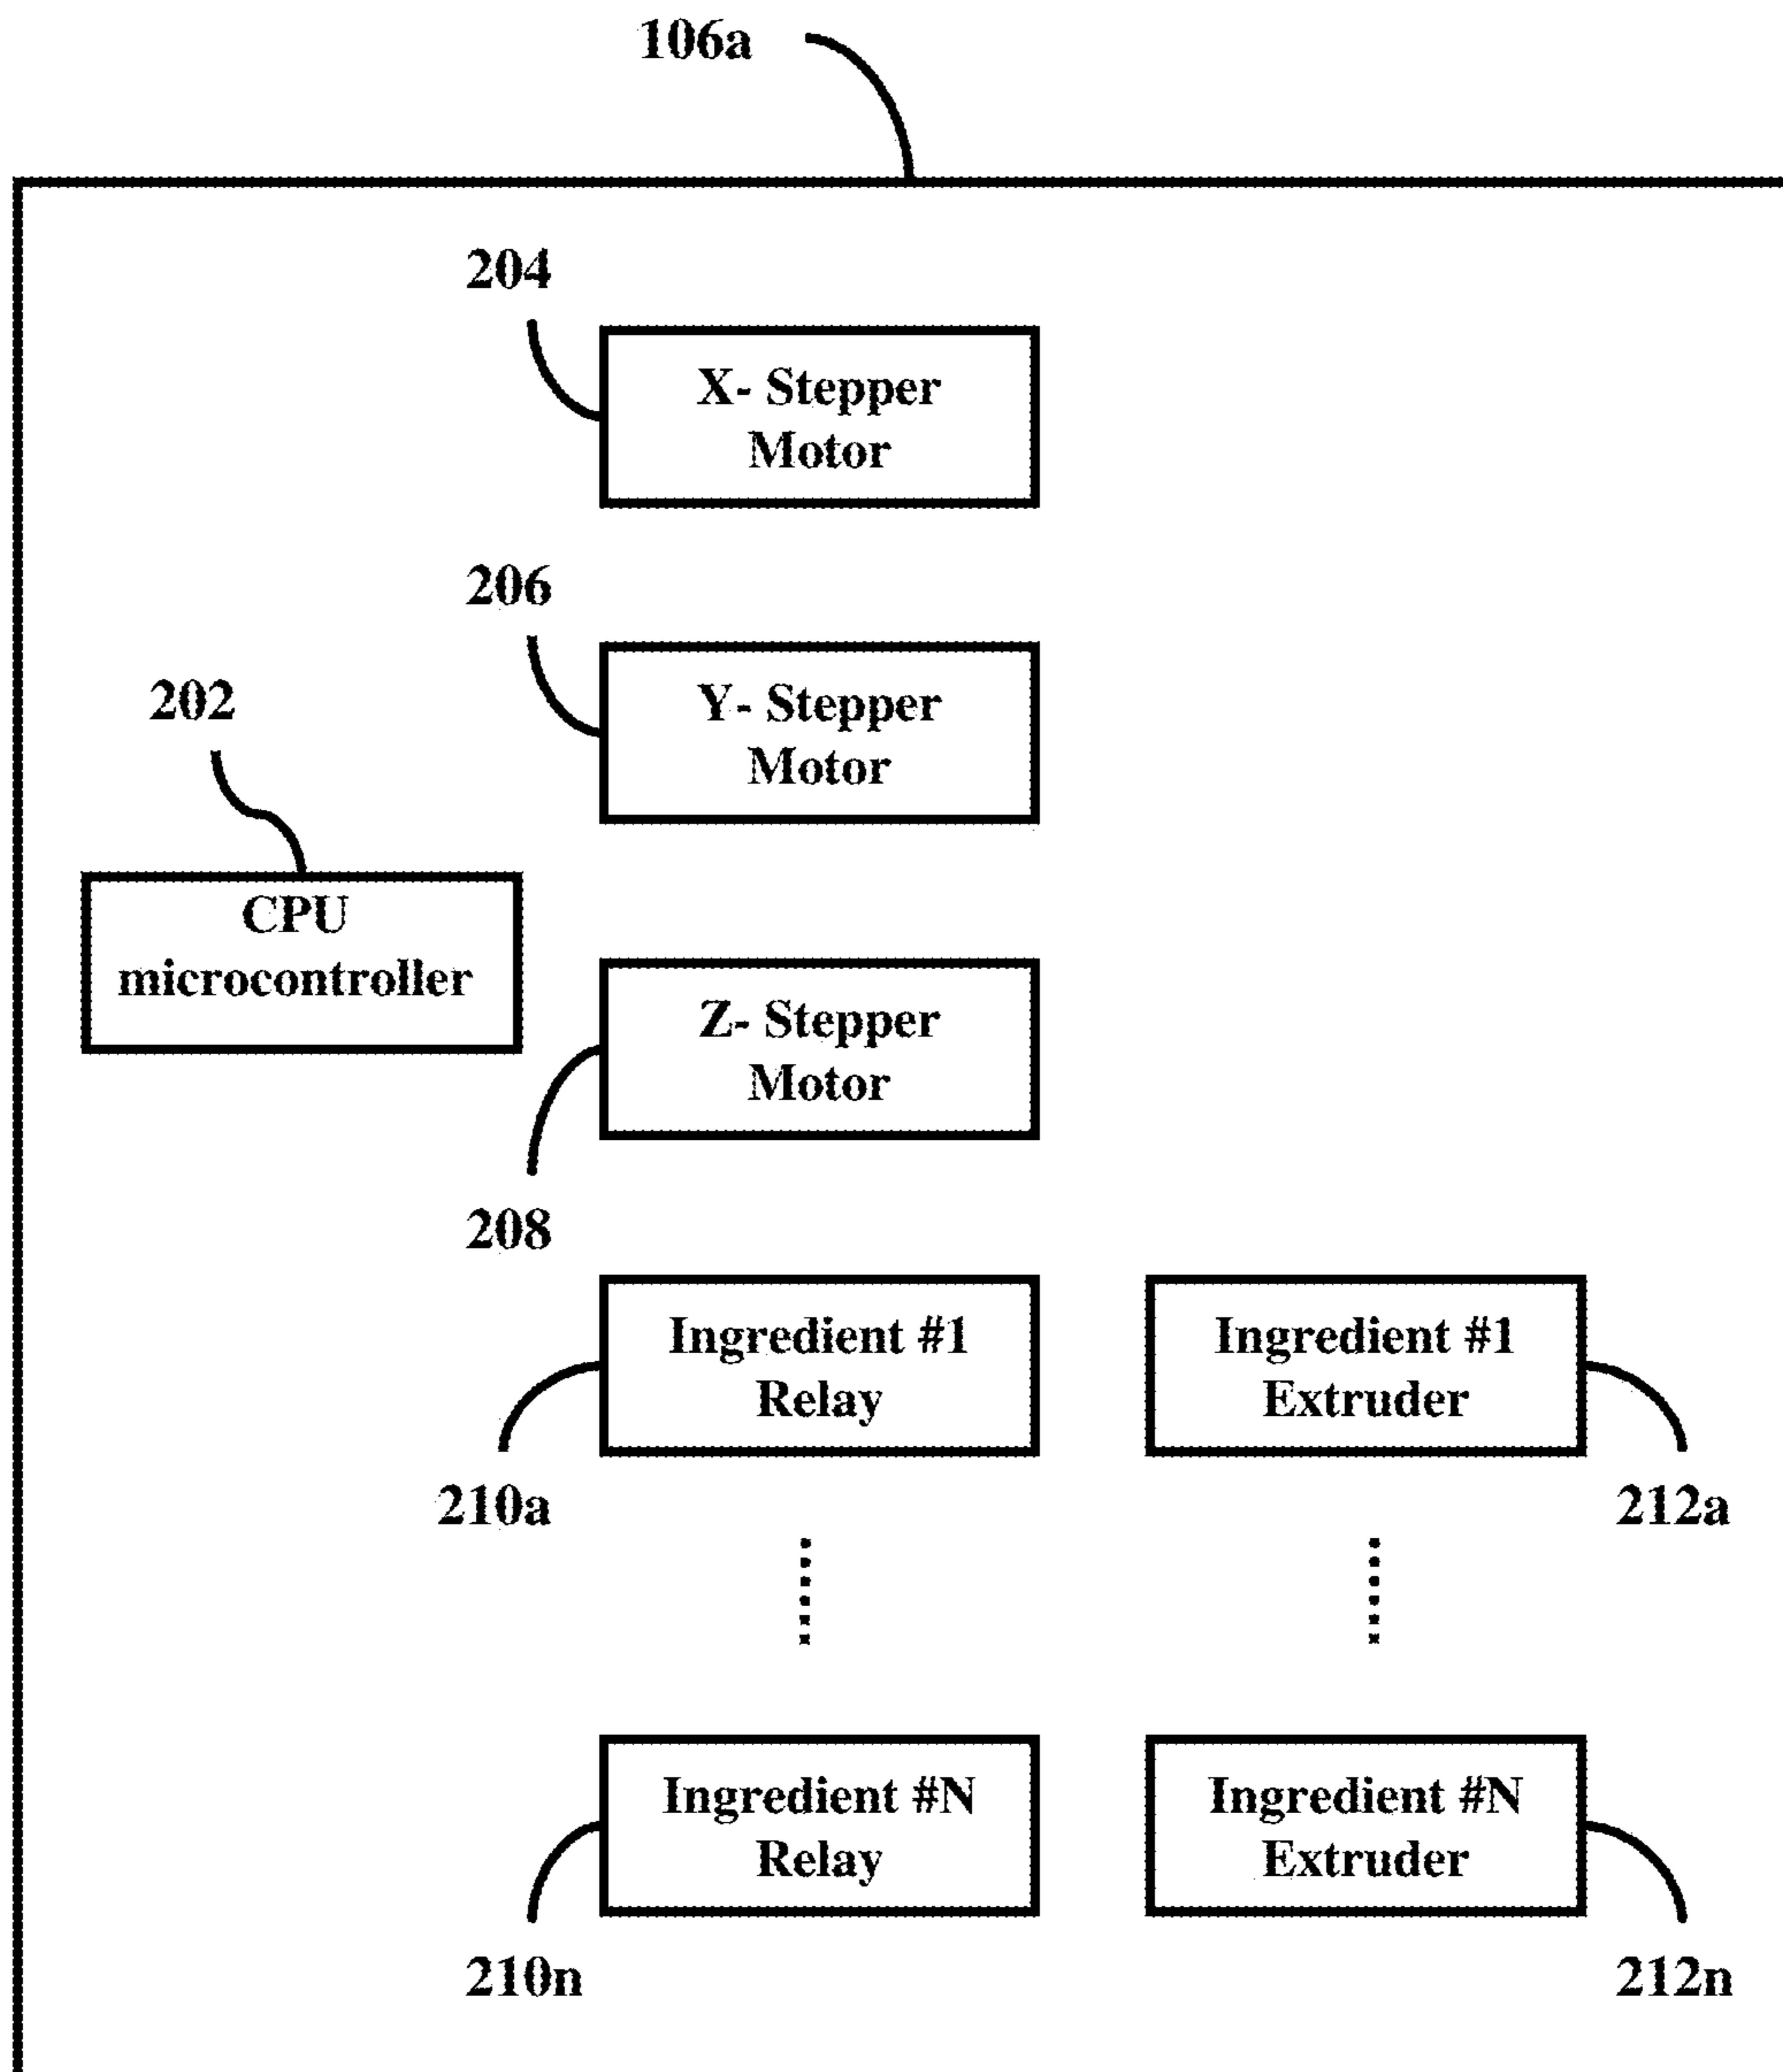 106a
204
X- Stepper
Motor
206
Y- Stepper
Motor
202
CPU
microcontroller
Z- Stepper
Motor
208
Ingredient #1
Relay
Ingredient #1
Extruder
210a
212a
Ingredient #N
Relay
Ingredient #N
Extruder
210n
212n